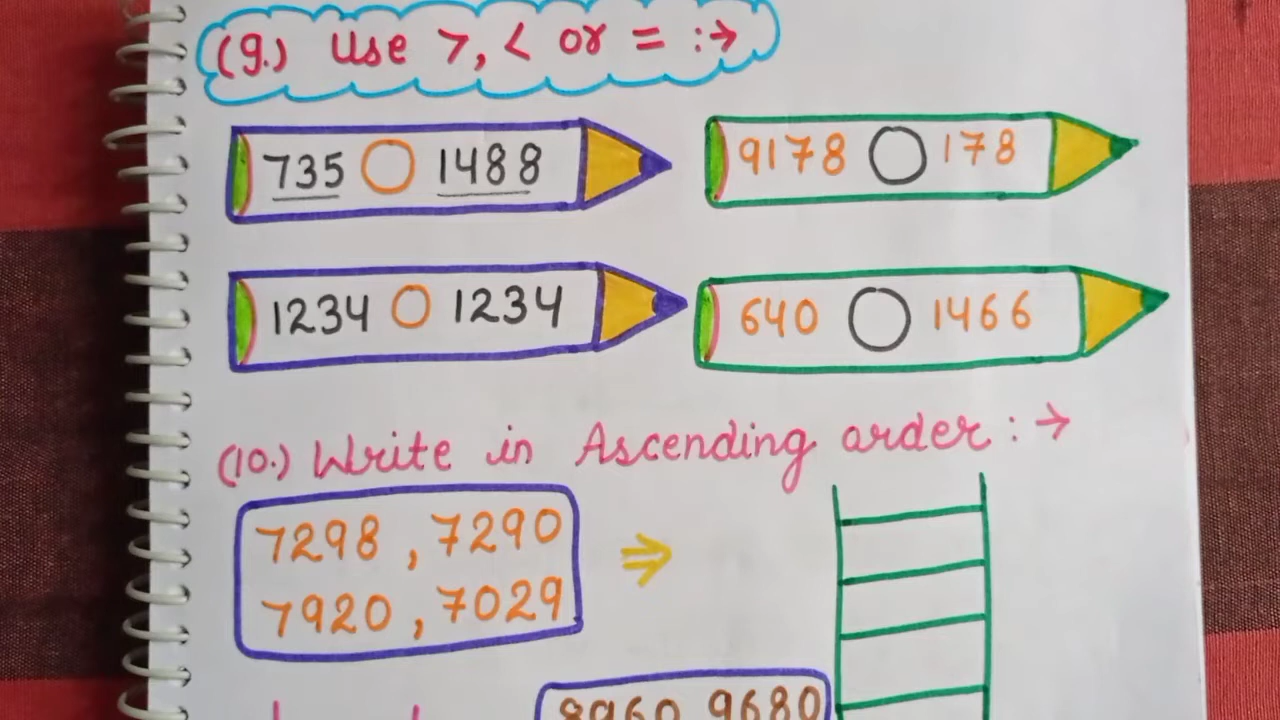 (9.) Use >, < or = :→
735 ○ 1488
9178 ○ 178
1234 ○ 1234
640 ○ 1466
(10.) Write in Ascending order :→
7298 , 7290 ⇒
7920 , 7029
8960 9680